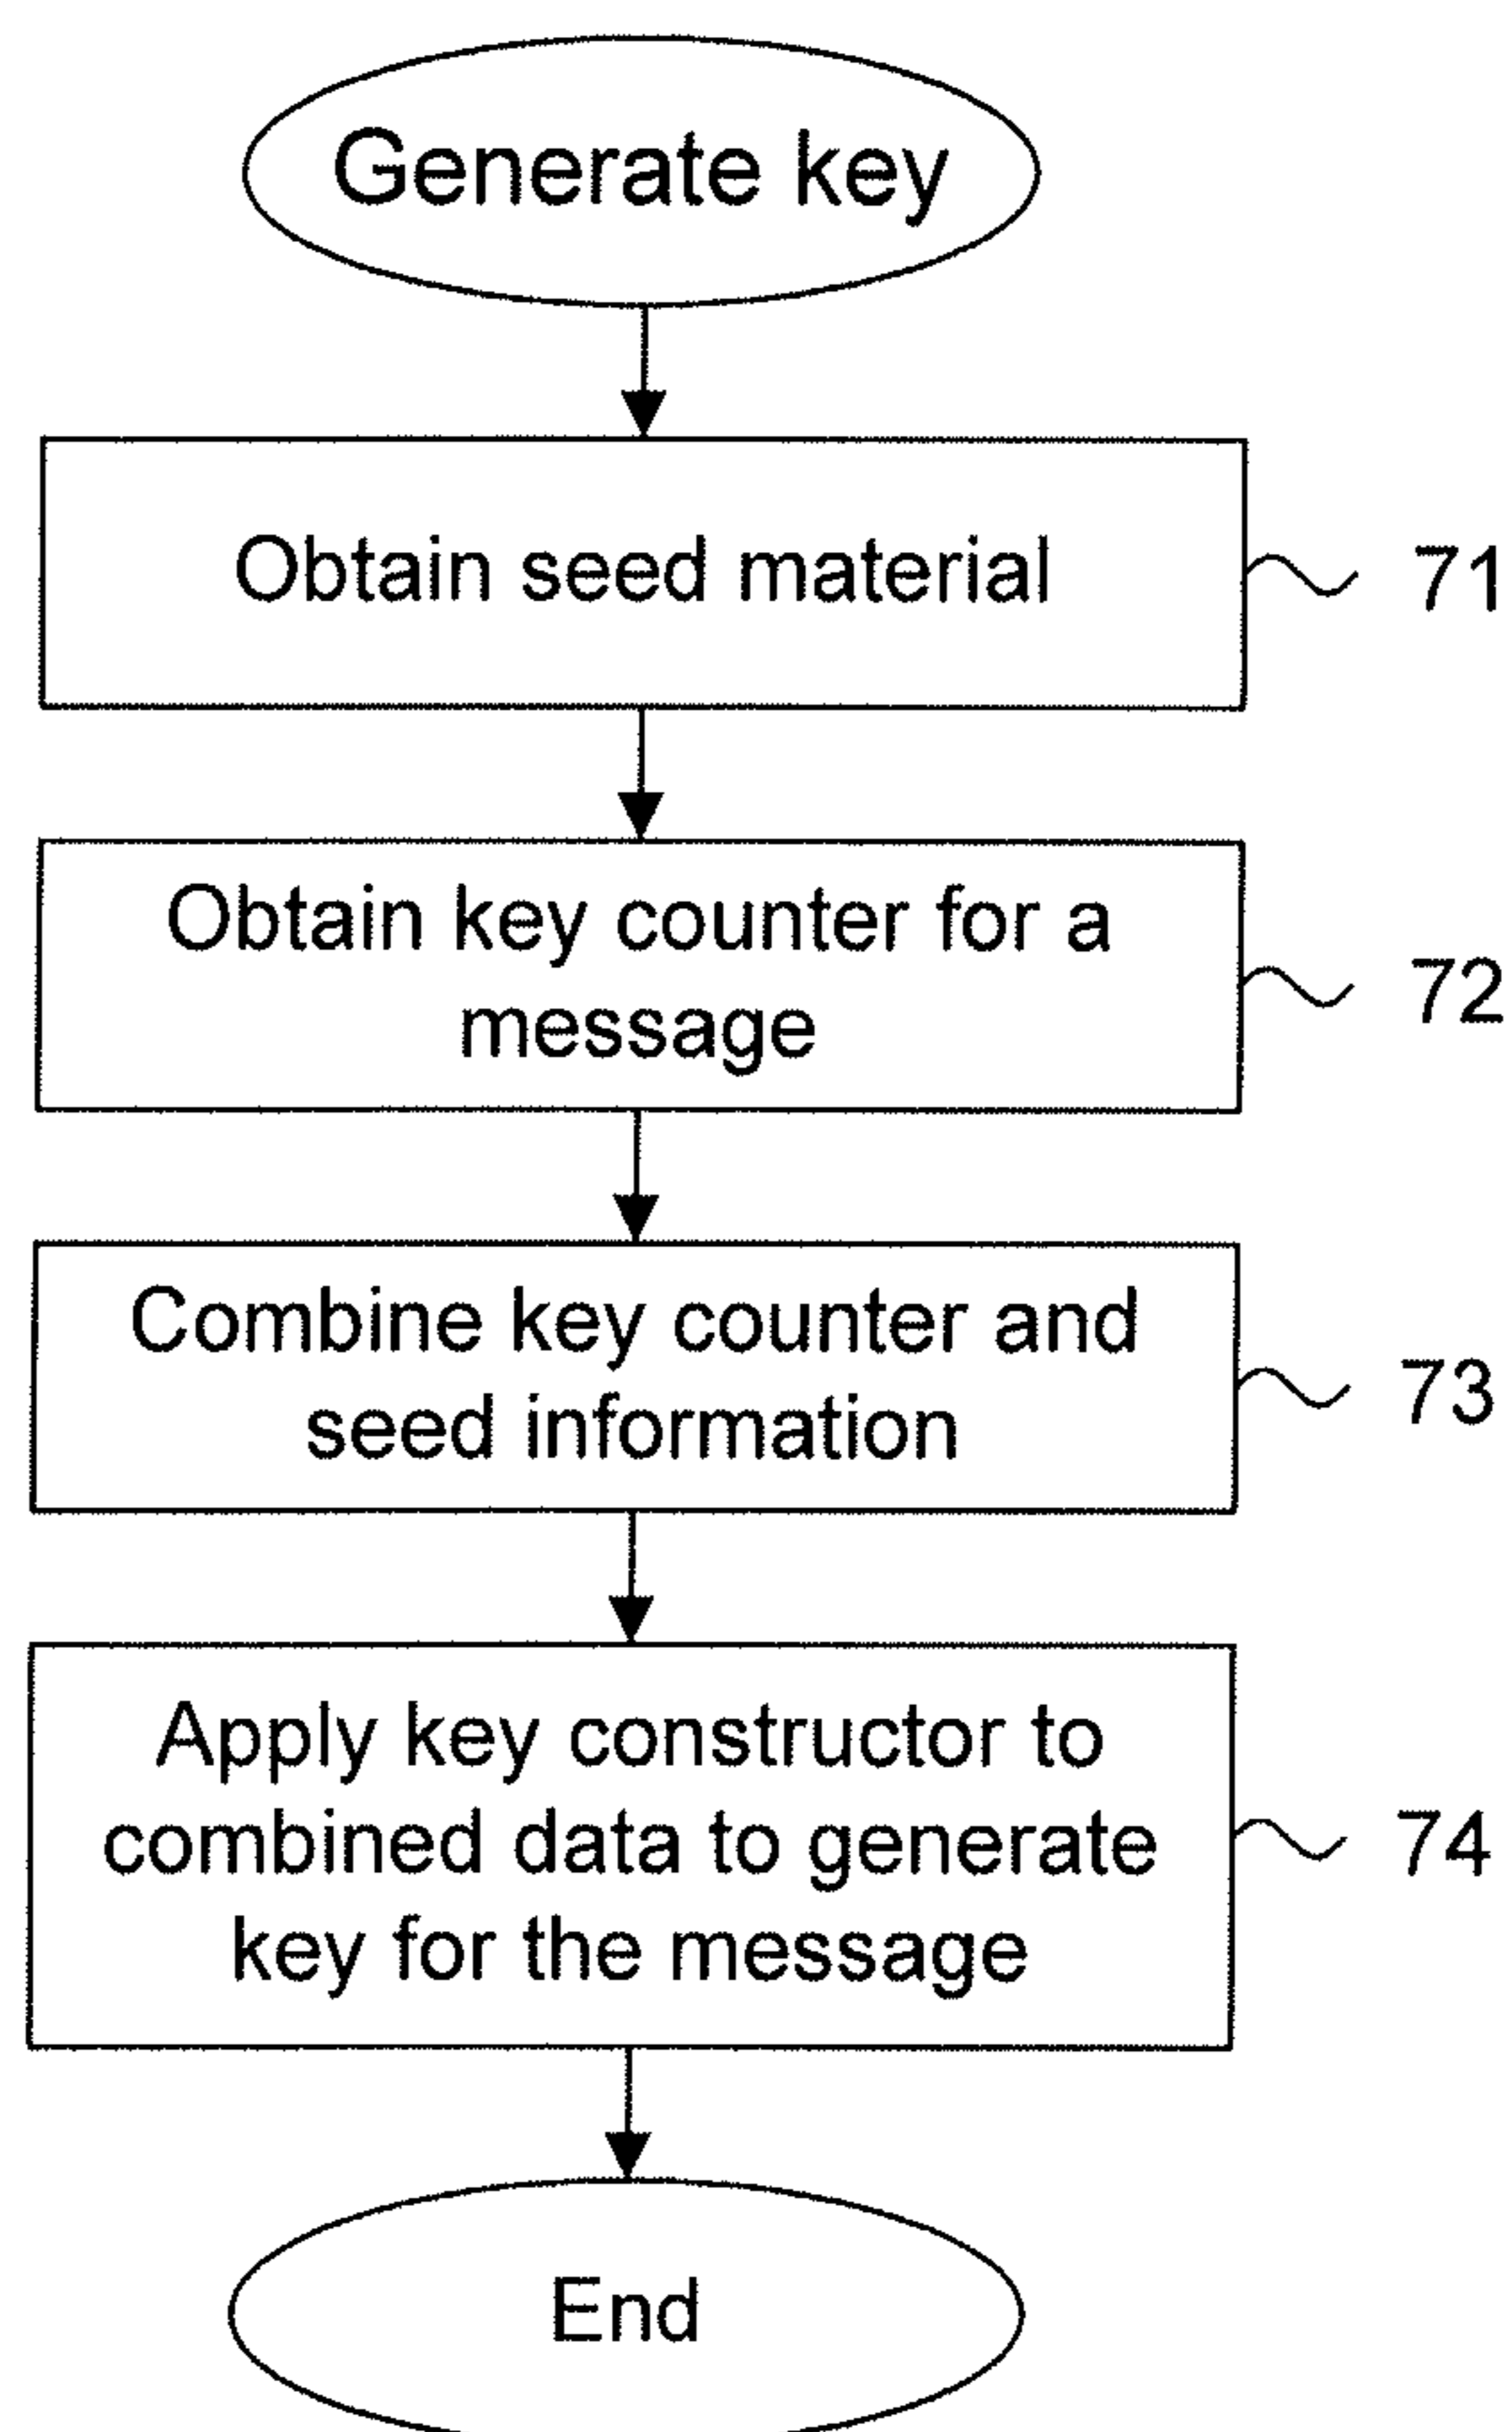 Generate key
Obtain seed material
71
Obtain key counter for a
message
72
Combine key counter and
seed information
73
Apply key constructor to
combined data to generate
key for the message
74
End